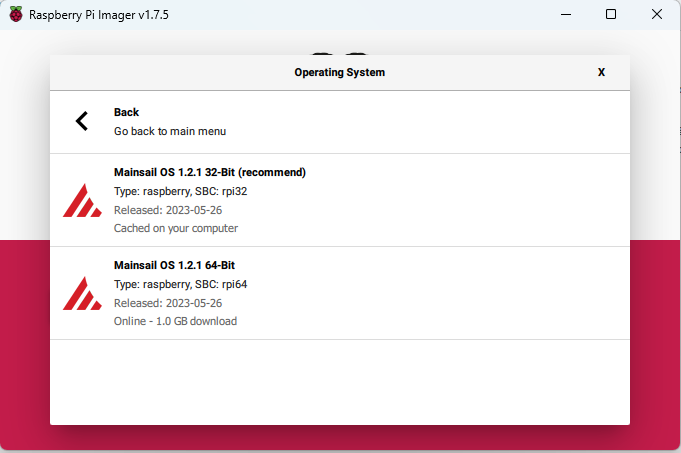 Raspberry Pi Imager v1.7.5
Operating System
X
Back
Go back to main menu
Mainsail OS 1.2.1 32-Bit (recommend)
Type: raspberry, SBC: rpi32
Released: 2023-05-26
Cached on your computer
Mainsail OS 1.2.1 64-Bit
Type: raspberry, SBC: rpi64
Released: 2023-05-26
Online - 1.0 GB download